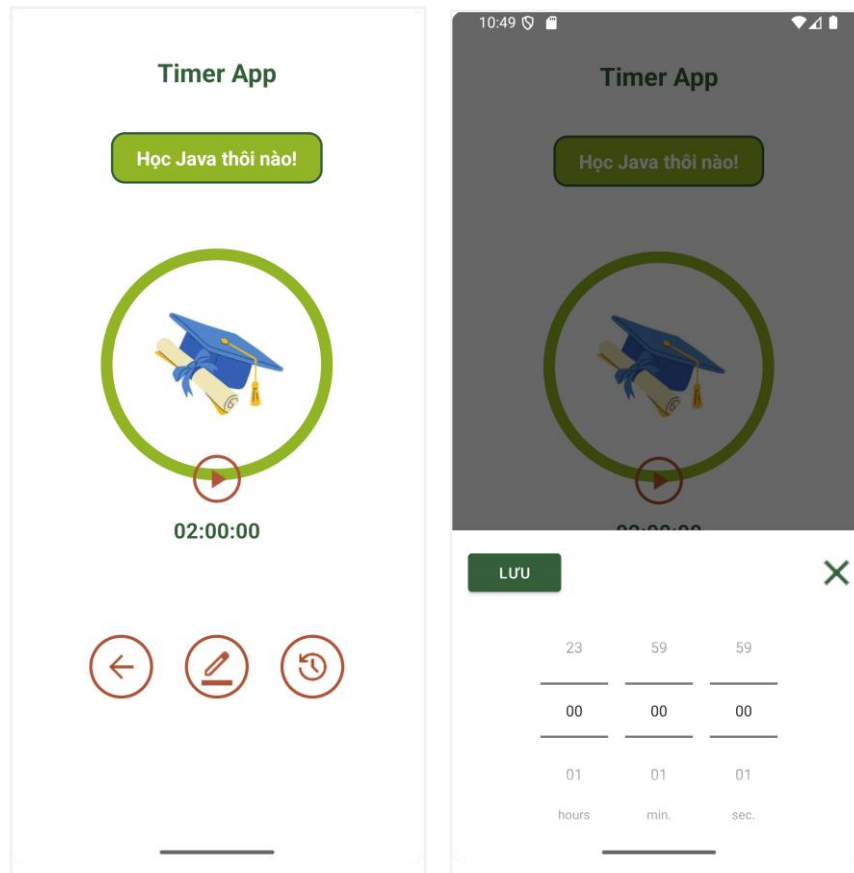 Timer App
Học Java thôi nào!
02:00:00
10:49
Timer App
Học Java thôi nào!
LƯU
23 59 59
00 00 00
01 01 01
hours min. sec.